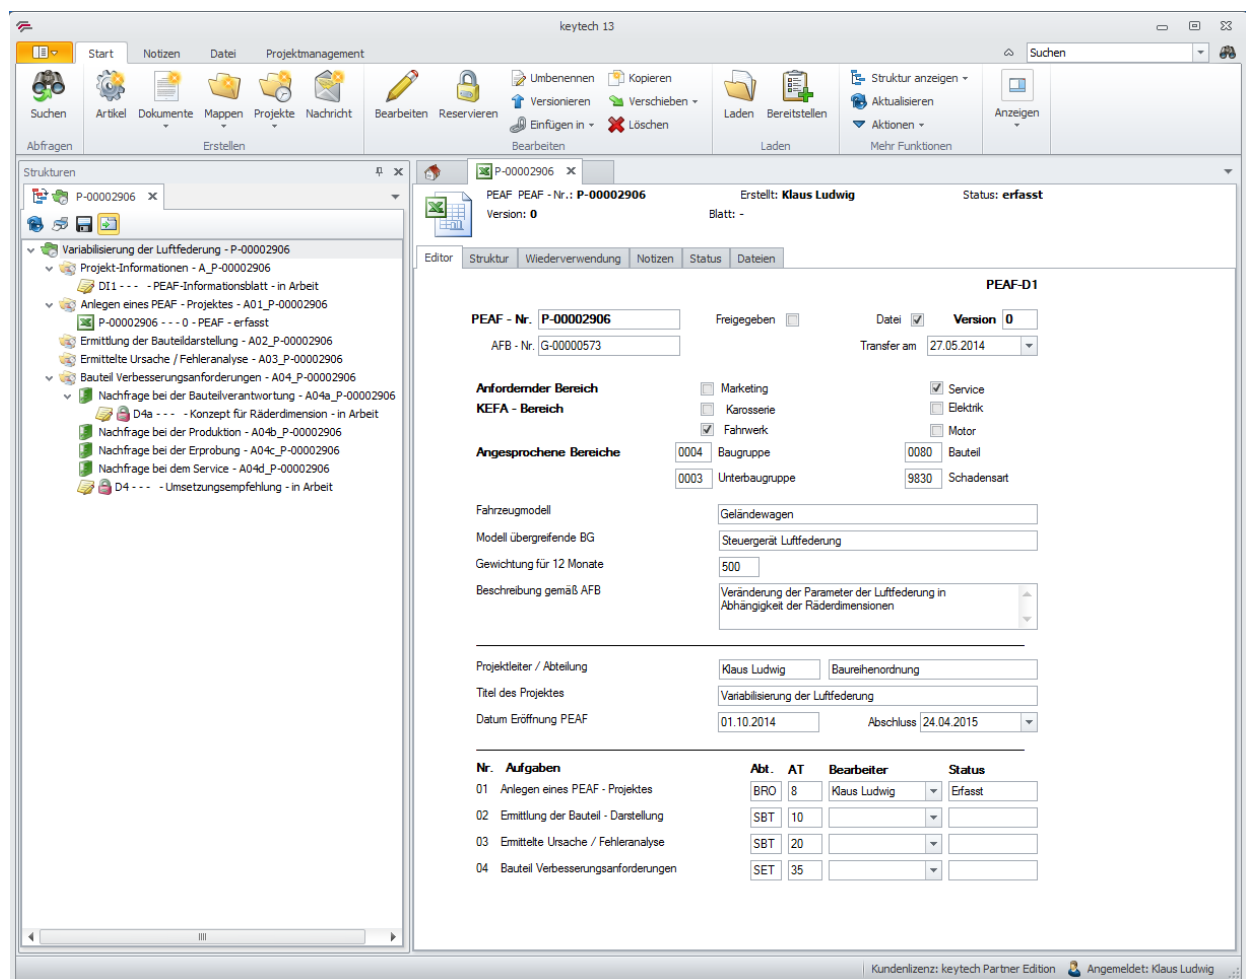 keytech 13
Start Notizen Datei Projektmanagement Suchen
Umbenennen Kopieren Struktur anzeigen
Versionieren Verschieben Aktualisieren
Suchen Artikel Dokumente Mappen Projekte Nachricht Bearbeiten Reservieren Einfügen in Löschen Laden Bereitstellen Aktionen Anzeigen
Abfragen Erstellen Bearbeiten Laden Mehr Funktionen
Strukturen
P-00002906
Variabilisierung der Luftfederung - P-00002906
Projekt-Informationen - A_P-00002906
DI1 - - - - PEAF-Informationsblatt - in Arbeit
Anlegen eines PEAF - Projektes - A01_P-00002906
P-00002906 - - - 0 - PEAF - erfasst
Ermittlung der Bauteildarstellung - A02_P-00002906
Ermittelte Ursache / Fehleranalyse - A03_P-00002906
Bauteil Verbesserungsanforderungen - A04_P-00002906
Nachfrage bei der Bauteilverantwortung - A04a_P-00002906
D4a - - - - Konzept für Räderdimension - in Arbeit
Nachfrage bei der Produktion - A04b_P-00002906
Nachfrage bei der Erprobung - A04c_P-00002906
Nachfrage bei dem Service - A04d_P-00002906
D4 - - - - Umsetzungsempfehlung - in Arbeit
P-00002906
PEAF PEAF - Nr.: P-00002906 Erstellt: Klaus Ludwig Status: erfasst
Version: 0 Blatt: -
Editor Struktur Wiederverwendung Notizen Status Dateien
PEAF-D1
PEAF - Nr. P-00002906 Freigegeben Datei Version 0
AFB - Nr. G-00000573 Transfer am 27.05.2014
Anfordernder Bereich Marketing Service
KEFA - Bereich Karosserie Elektrik
Fahrwerk Motor
Angesprochene Bereiche 0004 Baugruppe 0080 Bauteil
0003 Unterbaugruppe 9830 Schadensart
Fahrzeugmodell Geländewagen
Modell übergreifende BG Steuergerät Luftfederung
Gewichtung für 12 Monate 500
Beschreibung gemäß AFB Veränderung der Parameter der Luftfederung in
Abhängigkeit der Räderdimensionen
Projektleiter / Abteilung Klaus Ludwig Baureihenordnung
Titel des Projektes Variabilisierung der Luftfederung
Datum Eröffnung PEAF 01.10.2014 Abschluss 24.04.2015
Nr. Aufgaben Abt. AT Bearbeiter Status
01 Anlegen eines PEAF - Projektes BRO 8 Klaus Ludwig Erfasst
02 Ermittlung der Bauteil - Darstellung SBT 10
03 Ermittelte Ursache / Fehleranalyse SBT 20
04 Bauteil Verbesserungsanforderungen SET 35
Kundenlizenz: keytech Partner Edition Angemeldet: Klaus Ludwig